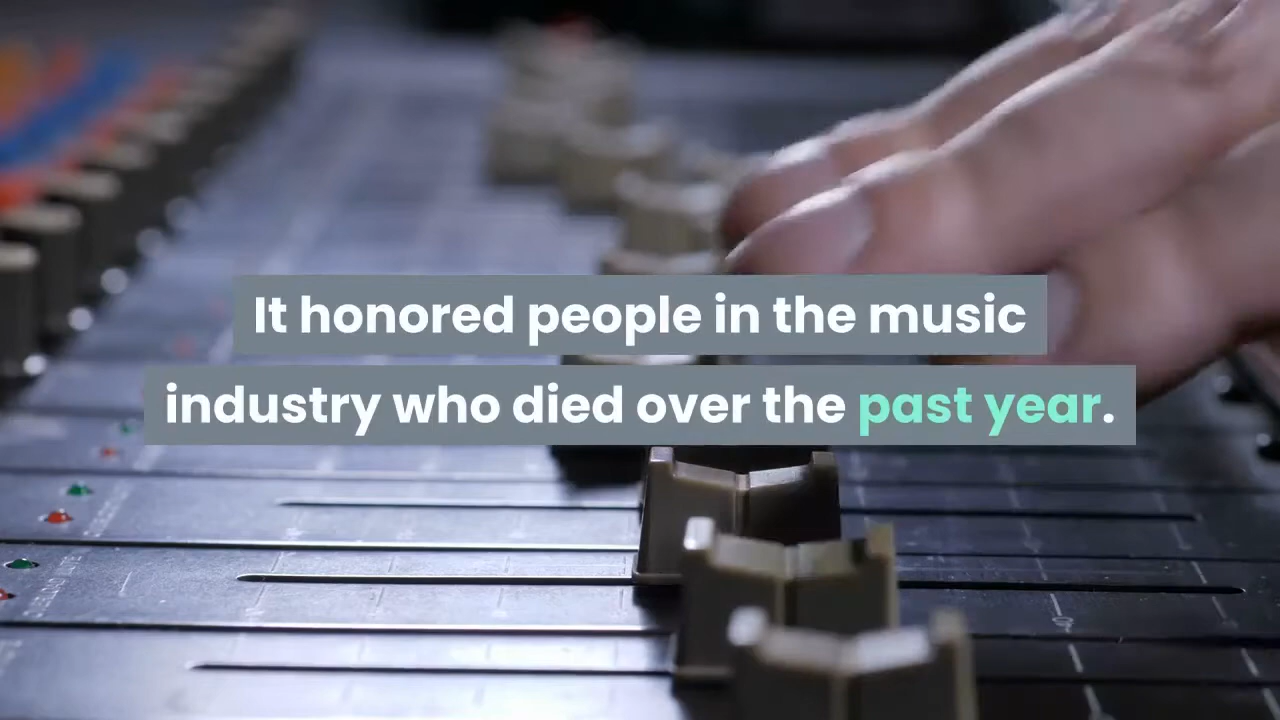 It honored people in the music
industry who died over the past year.